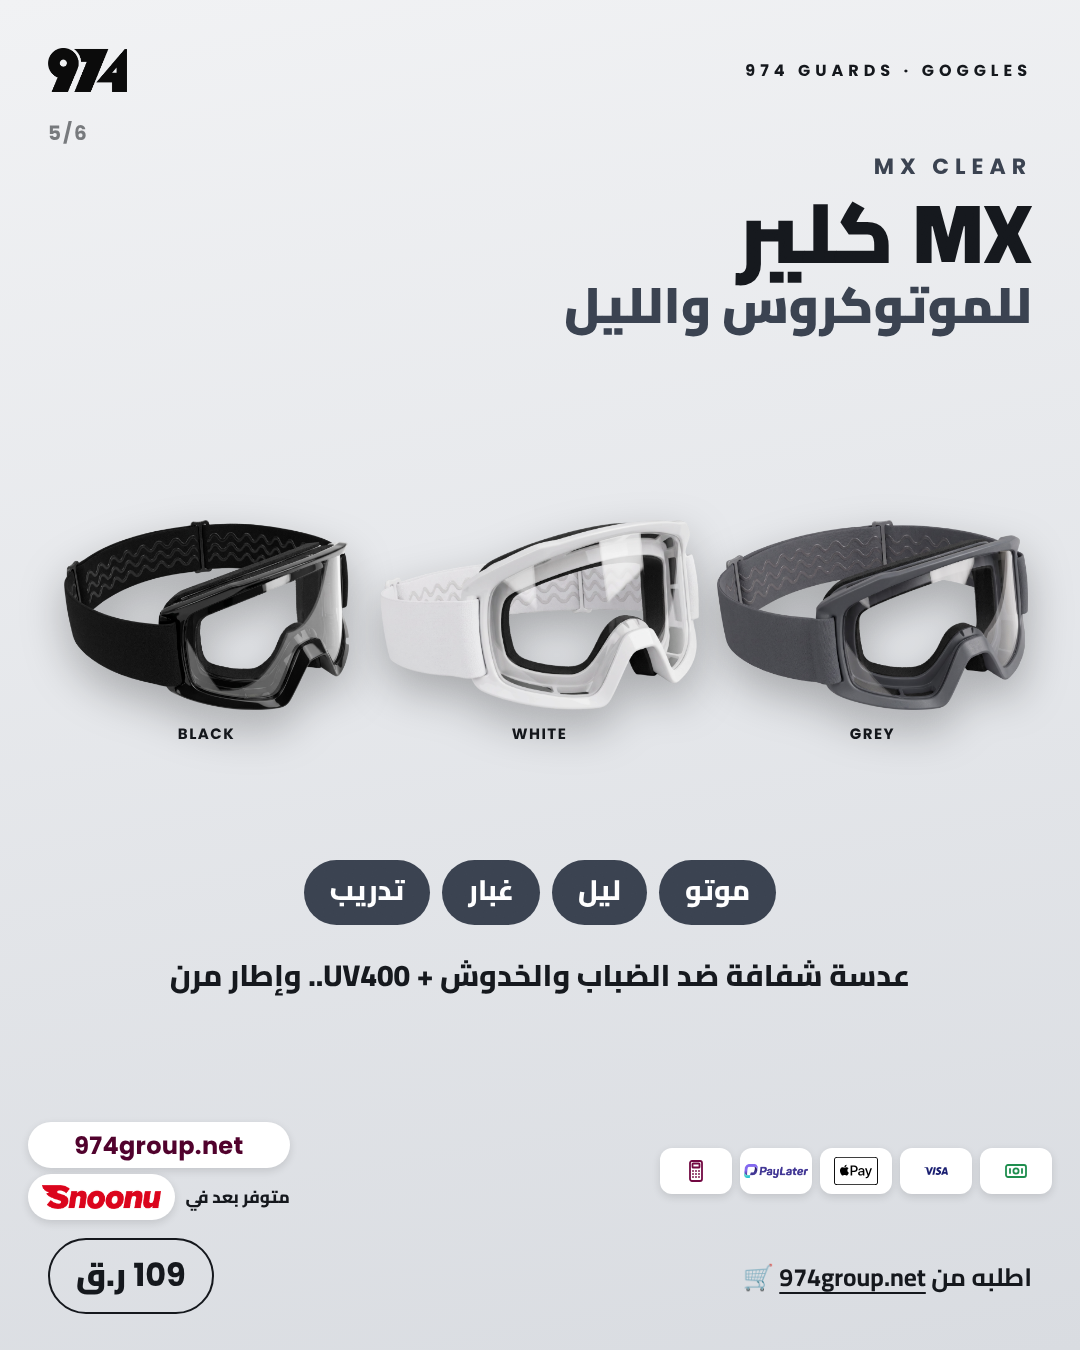 974
974 GUARDS · GOGGLES
5/6
MX CLEAR
MX كلير
للموتوكروس والليل
BLACK
WHITE
GREY
موتو
ليل
غبار
تدريب
عدسة شفافة ضد الضباب والخدوش + UV400.. وإطار مرن
974group.net
متوفر بعد في Snoonu
PayLater
Pay
VISA
109 ر.ق
اطلبه من 974group.net 🛒